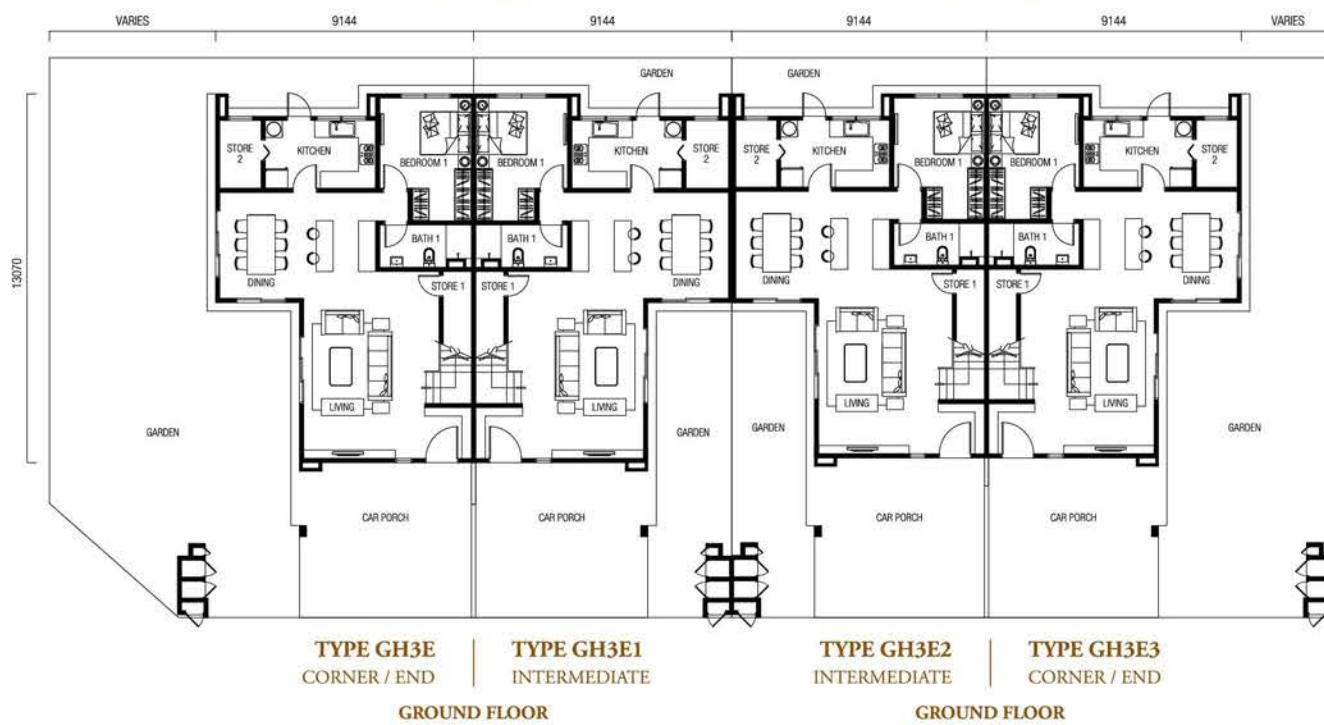 VARIES 9144 9144 9144 9144 VARIES
GARDEN GARDEN
STORE 2 KITCHEN BEDROOM 1 BEDROOM 1 KITCHEN STORE 2 STORE 2 KITCHEN BEDROOM 1 BEDROOM 1 KITCHEN STORE 2
BATH 1 BATH 1 BATH 1 BATH 1
13070
DINING STORE 1 STORE 1 DINING DINING STORE 1 STORE 1 DINING
LIVING LIVING LIVING LIVING
GARDEN GARDEN GARDEN GARDEN
CAR PORCH CAR PORCH CAR PORCH CAR PORCH
TYPE GH3E TYPE GH3E1 TYPE GH3E2 TYPE GH3E3
CORNER / END INTERMEDIATE INTERMEDIATE CORNER / END
GROUND FLOOR GROUND FLOOR